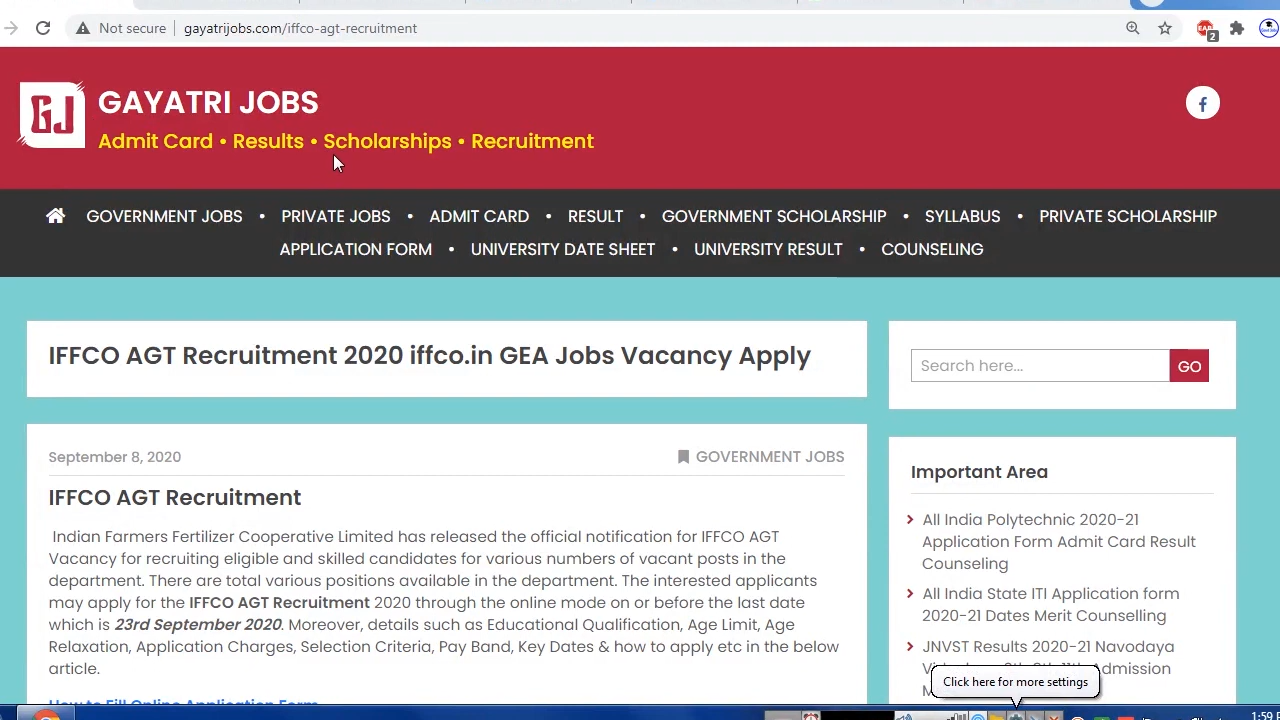 Not secure gayatrijobs.com/iffco-agt-recruitment
2
GJ
GAYATRI JOBS
Admit Card • Results • Scholarships • Recruitment
GOVERNMENT JOBS • PRIVATE JOBS • ADMIT CARD • RESULT • GOVERNMENT SCHOLARSHIP • SYLLABUS • PRIVATE SCHOLARSHIP
APPLICATION FORM • UNIVERSITY DATE SHEET • UNIVERSITY RESULT • COUNSELING
IFFCO AGT Recruitment 2020 iffco.in GEA Jobs Vacancy Apply
September 8, 2020 GOVERNMENT JOBS
IFFCO AGT Recruitment
Indian Farmers Fertilizer Cooperative Limited has released the official notification for IFFCO AGT
Vacancy for recruiting eligible and skilled candidates for various numbers of vacant posts in the
department. There are total various positions available in the department. The interested applicants
may apply for the IFFCO AGT Recruitment 2020 through the online mode on or before the last date
which is 23rd September 2020. Moreover, details such as Educational Qualification, Age Limit, Age
Relaxation, Application Charges, Selection Criteria, Pay Band, Key Dates & how to apply etc in the below
article.
How to Fill Online Application Form
Search here... GO
Important Area
All India Polytechnic 2020-21
Application Form Admit Card Result
Counseling
All India State ITI Application form
2020-21 Dates Merit Counselling
JNVST Results 2020-21 Navodaya
Admission
Click here for more settings
1:59